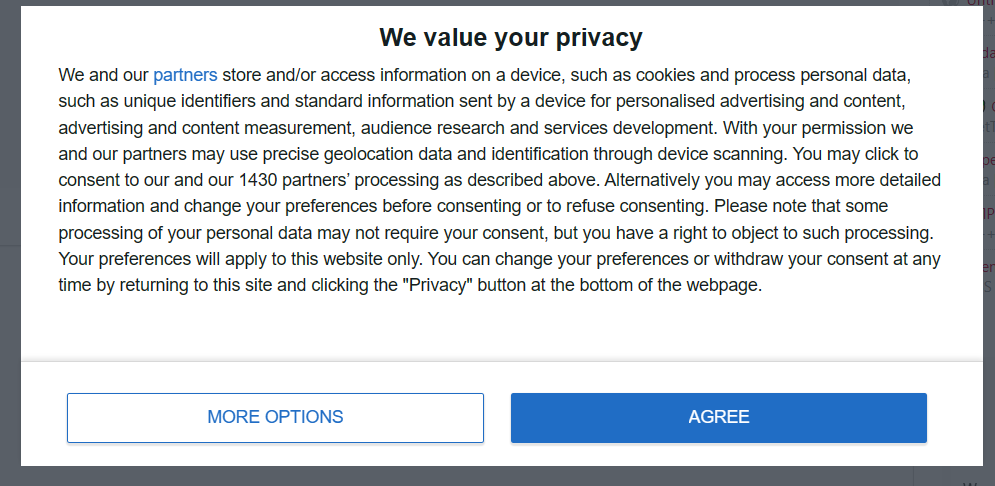 We value your privacy
We and our partners store and/or access information on a device, such as cookies and process personal data,
such as unique identifiers and standard information sent by a device for personalised advertising and content,
advertising and content measurement, audience research and services development. With your permission we
and our partners may use precise geolocation data and identification through device scanning. You may click to
consent to our and our 1430 partners’ processing as described above. Alternatively you may access more detailed
information and change your preferences before consenting or to refuse consenting. Please note that some
processing of your personal data may not require your consent, but you have a right to object to such processing.
Your preferences will apply to this website only. You can change your preferences or withdraw your consent at any
time by returning to this site and clicking the "Privacy" button at the bottom of the webpage.
MORE OPTIONS
AGREE